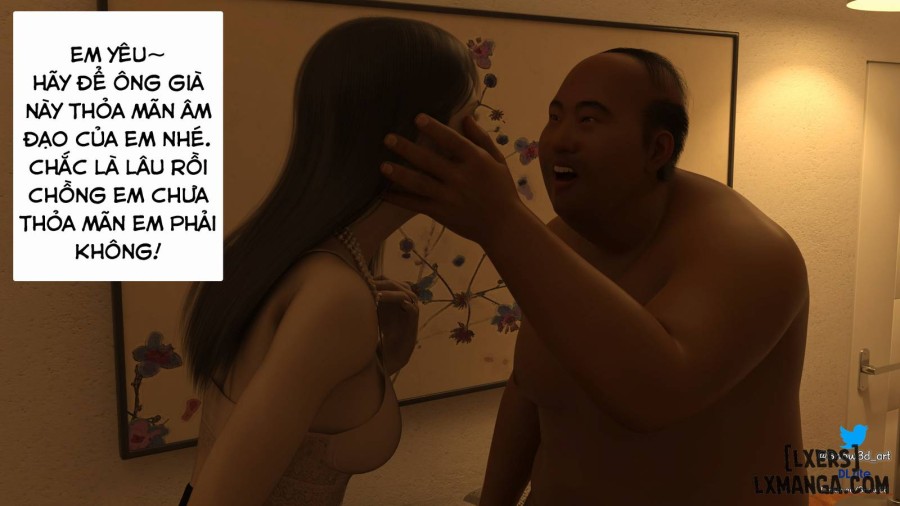 EM YÊU~
HÃY ĐỂ ÔNG GIÀ
NÀY THỎA MÃN ÂM
ĐẠO CỦA EM NHÉ.
CHẮC LÀ LÂU RỒI
CHỒNG EM CHƯA
THỎA MÃN EM PHẢI
KHÔNG!
[LXERS]
LXMANGA.COM